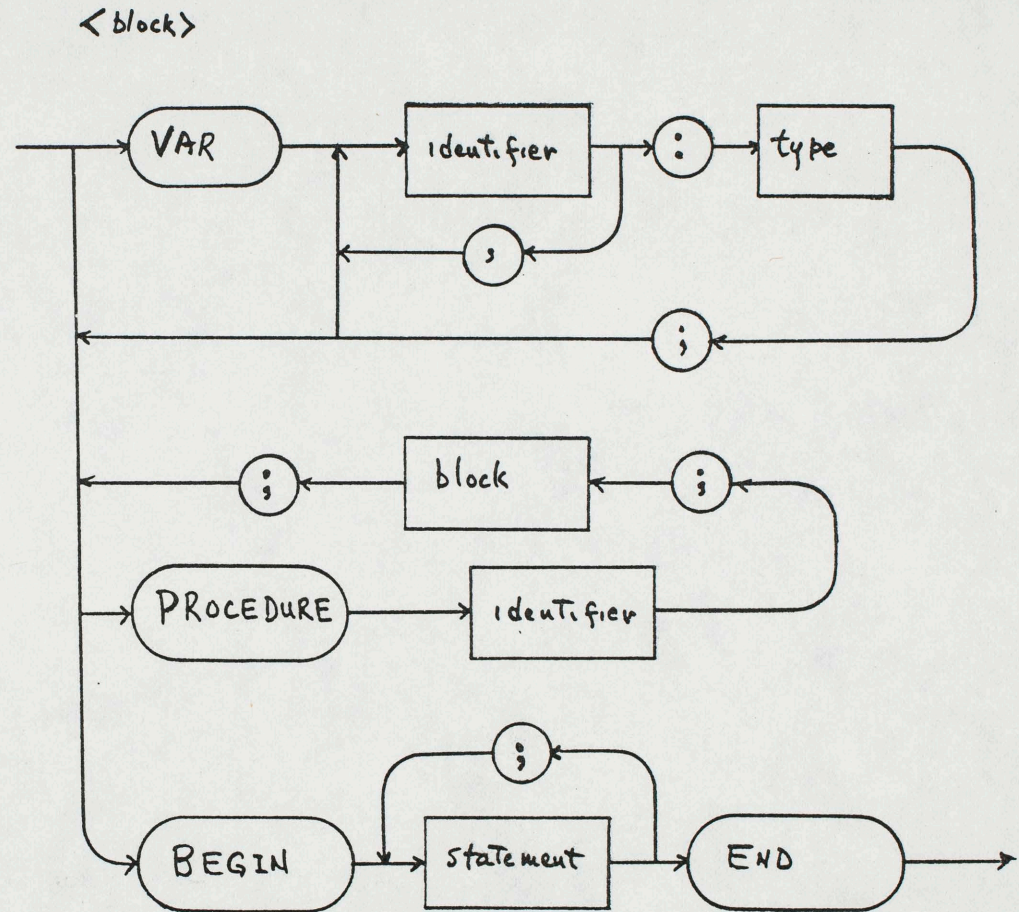 <block>
VAR identifier : type
,
;
; block ;
PROCEDURE identifier
;
BEGIN statement END